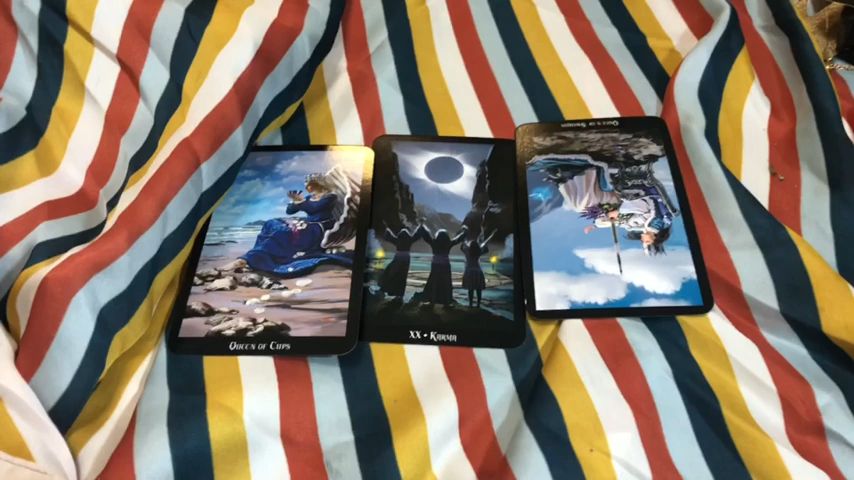 Queen of Cups
XX • Karma
Queen of Swords